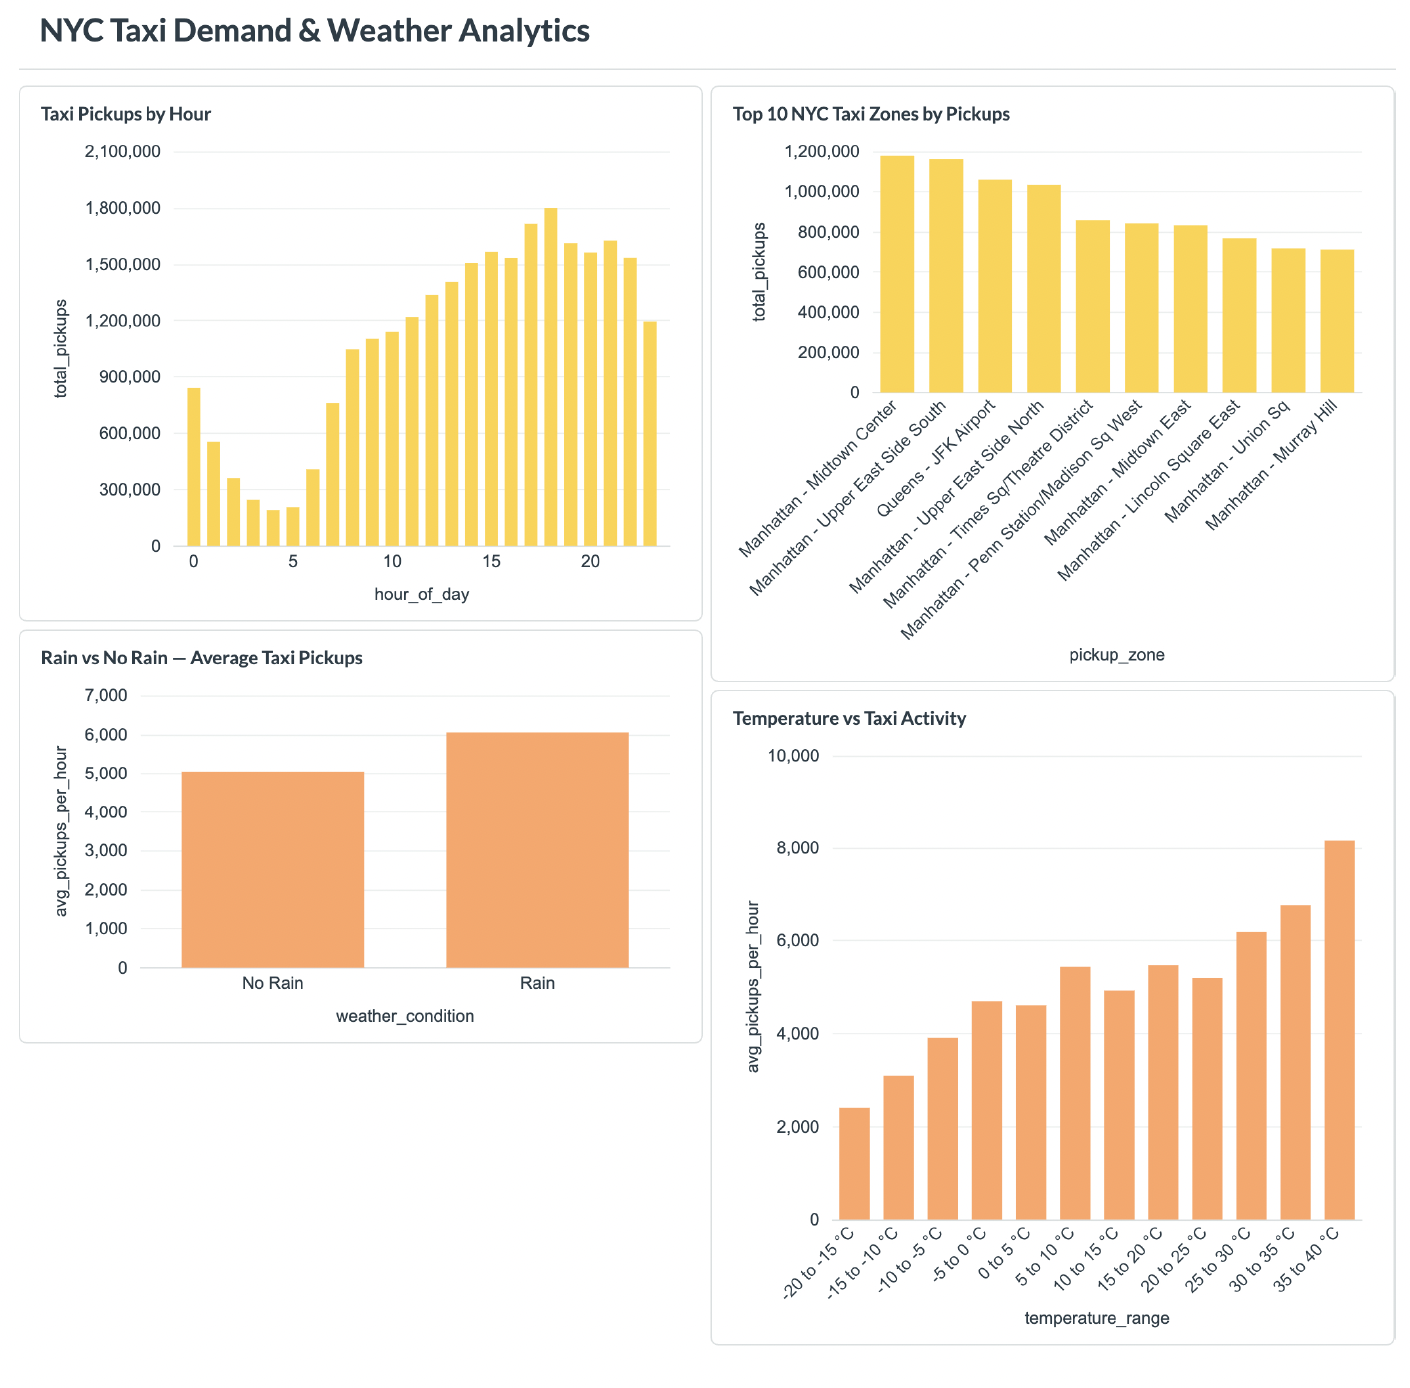 NYC Taxi Demand & Weather Analytics
Taxi Pickups by Hour
2,100,000
1,800,000
1,500,000
1,200,000
900,000
600,000
300,000
0
total_pickups
0 5 10 15 20
hour_of_day
Top 10 NYC Taxi Zones by Pickups
1,200,000
1,000,000
800,000
600,000
400,000
200,000
0
total_pickups
Manhattan - Midtown Center
Manhattan - Upper East Side South
Queens - JFK Airport
Manhattan - Upper East Side North
Manhattan - Times Sq/Theatre District
Manhattan - Penn Station/Madison Sq West
Manhattan - Midtown East
Manhattan - Lincoln Square East
Manhattan - Union Sq
Manhattan - Murray Hill
pickup_zone
Rain vs No Rain — Average Taxi Pickups
7,000
6,000
5,000
4,000
3,000
2,000
1,000
0
avg_pickups_per_hour
No Rain Rain
weather_condition
Temperature vs Taxi Activity
10,000
8,000
6,000
4,000
2,000
0
avg_pickups_per_hour
-20 to -15 °C
-15 to -10 °C
-10 to -5 °C
-5 to 0 °C
0 to 5 °C
5 to 10 °C
10 to 15 °C
15 to 20 °C
20 to 25 °C
25 to 30 °C
30 to 35 °C
35 to 40 °C
temperature_range